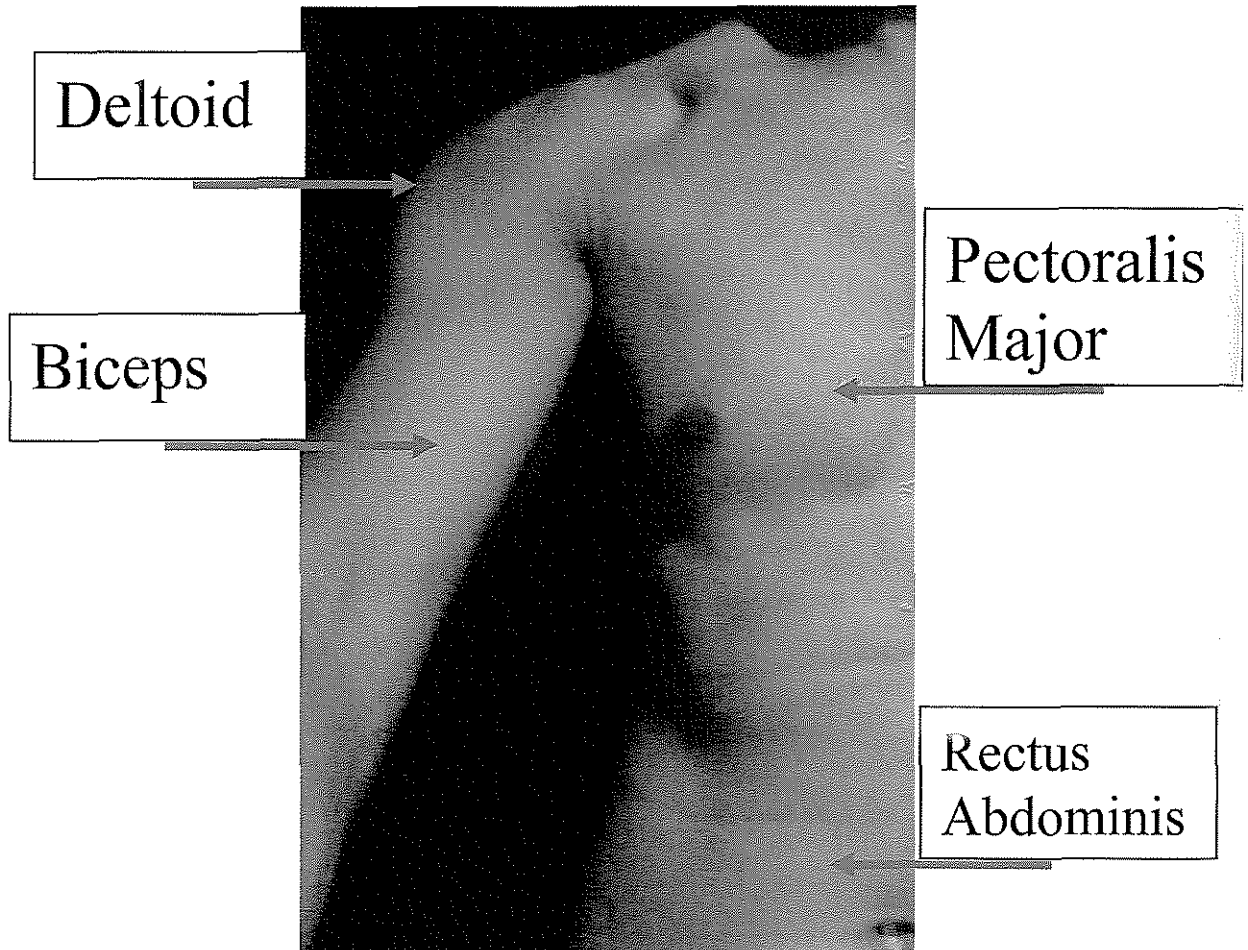 Deltoid
Biceps
Pectoralis
Major
Rectus
Abdominis